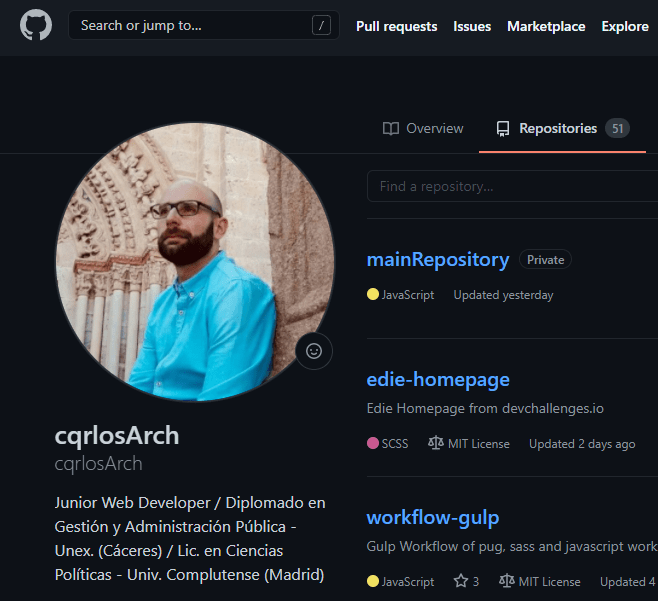 Search or jump to... /
Pull requests Issues Marketplace Explore
Overview Repositories 51
Find a repository...
mainRepository Private
JavaScript Updated yesterday
edie-homepage
Edie Homepage from devchallenges.io
SCSS MIT License Updated 2 days ago
workflow-gulp
Gulp Workflow of pug, sass and javascript work
JavaScript 3 MIT License Updated 4
cqrlosArch
cqrlosArch
Junior Web Developer / Diplomado en
Gestión y Administración Pública -
Unex. (Cáceres) / Lic. en Ciencias
Políticas - Univ. Complutense (Madrid)